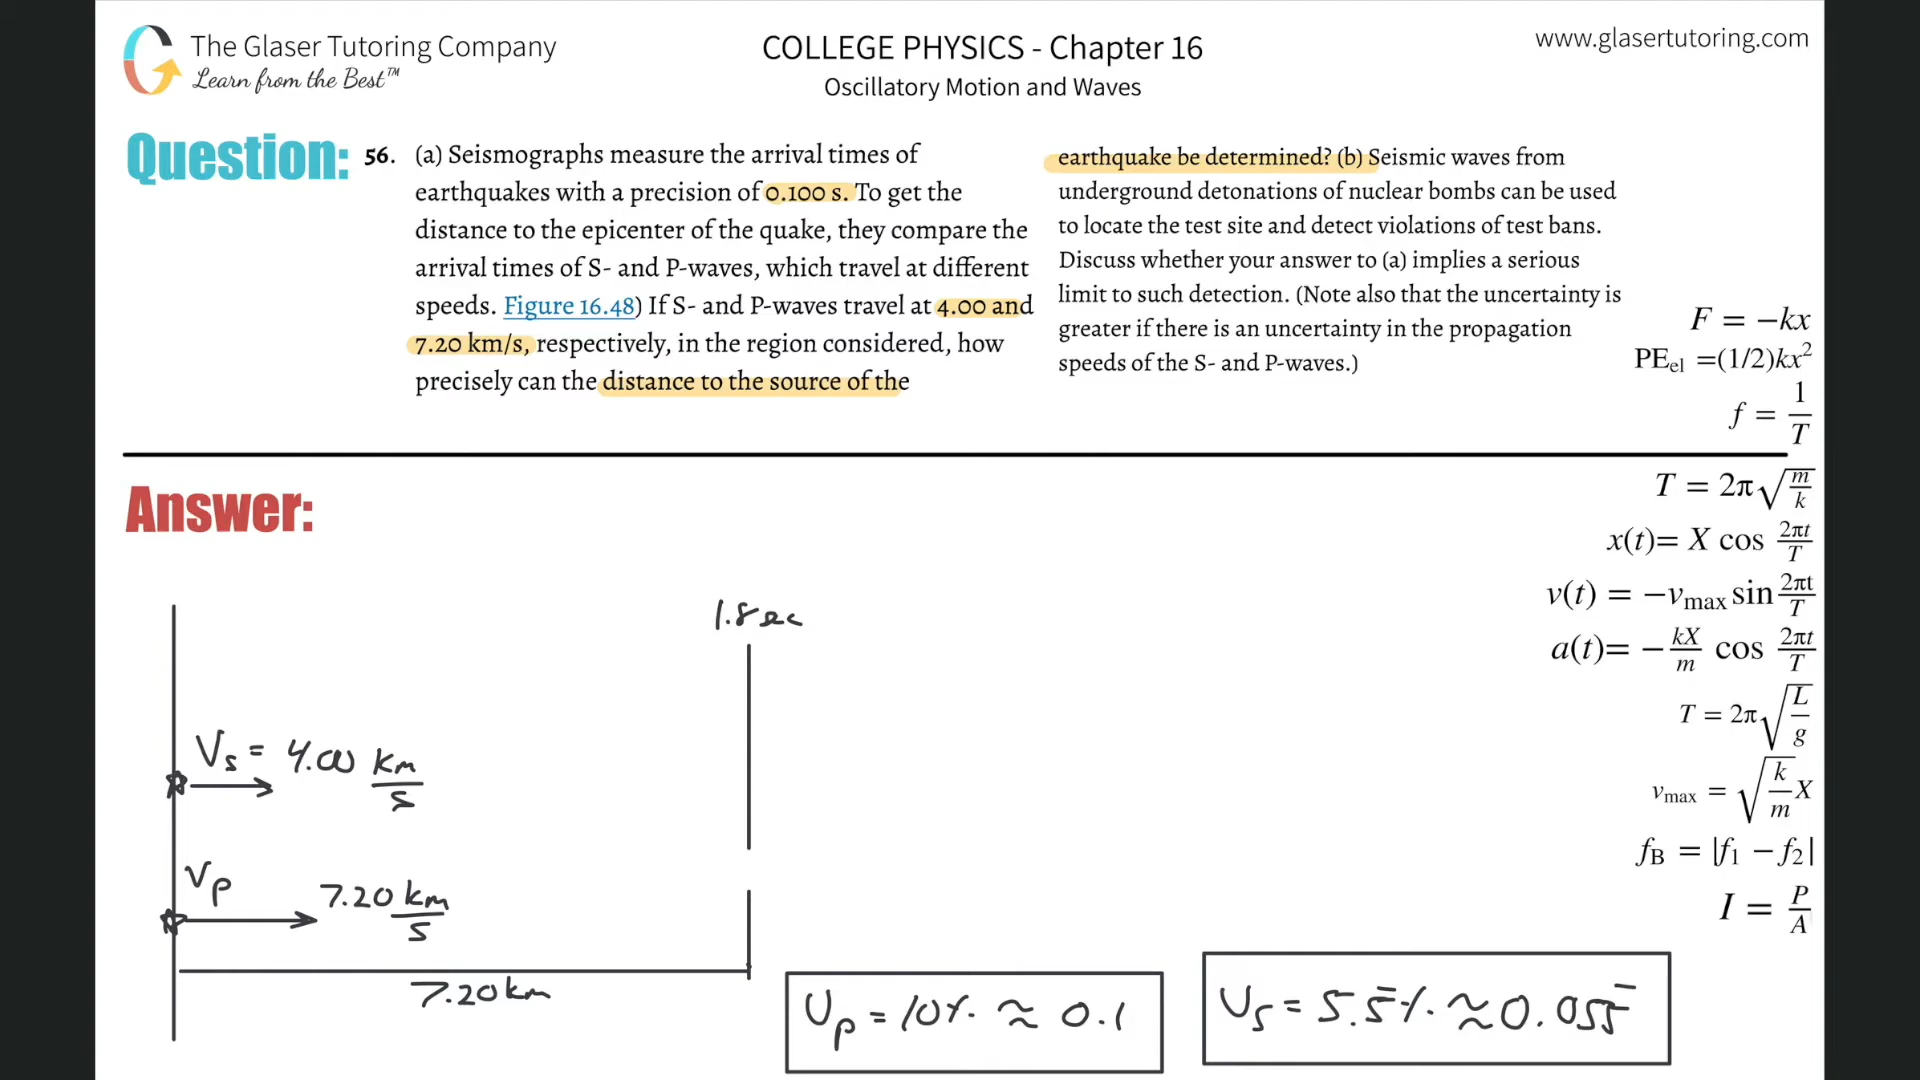 The Glaser Tutoring Company
Learn from the Best™
COLLEGE PHYSICS - Chapter 16
Oscillatory Motion and Waves
www.glasertutoring.com
Question:
56. (a) Seismographs measure the arrival times of
earthquakes with a precision of 0.100 s. To get the
distance to the epicenter of the quake, they compare the
arrival times of S- and P-waves, which travel at different
speeds. Figure 16.48) If S- and P-waves travel at 4.00 and
7.20 km/s, respectively, in the region considered, how
precisely can the distance to the source of the
earthquake be determined? (b) Seismic waves from
underground detonations of nuclear bombs can be used
to locate the test site and detect violations of test bans.
Discuss whether your answer to (a) implies a serious
limit to such detection. (Note also that the uncertainty is
greater if there is an uncertainty in the propagation
speeds of the S- and P-waves.)
F = −kx
PE_el =(1/2)kx²
f = 1/T
Answer:
T = 2π√(m/k)
x(t)= X cos 2πt/T
v(t) = −v_max sin 2πt/T
a(t)= − kX/m cos 2πt/T
T = 2π√(L/g)
v_max = √(k/m) X
f_B = |f₁ − f₂|
I = P/A
1.8 sec
V_s = 4.00 km/s
V_p 7.20 km/s
7.20 km
U_p = 10% ≈ 0.1
U_s = 5.5̅% ≈ 0.055̅